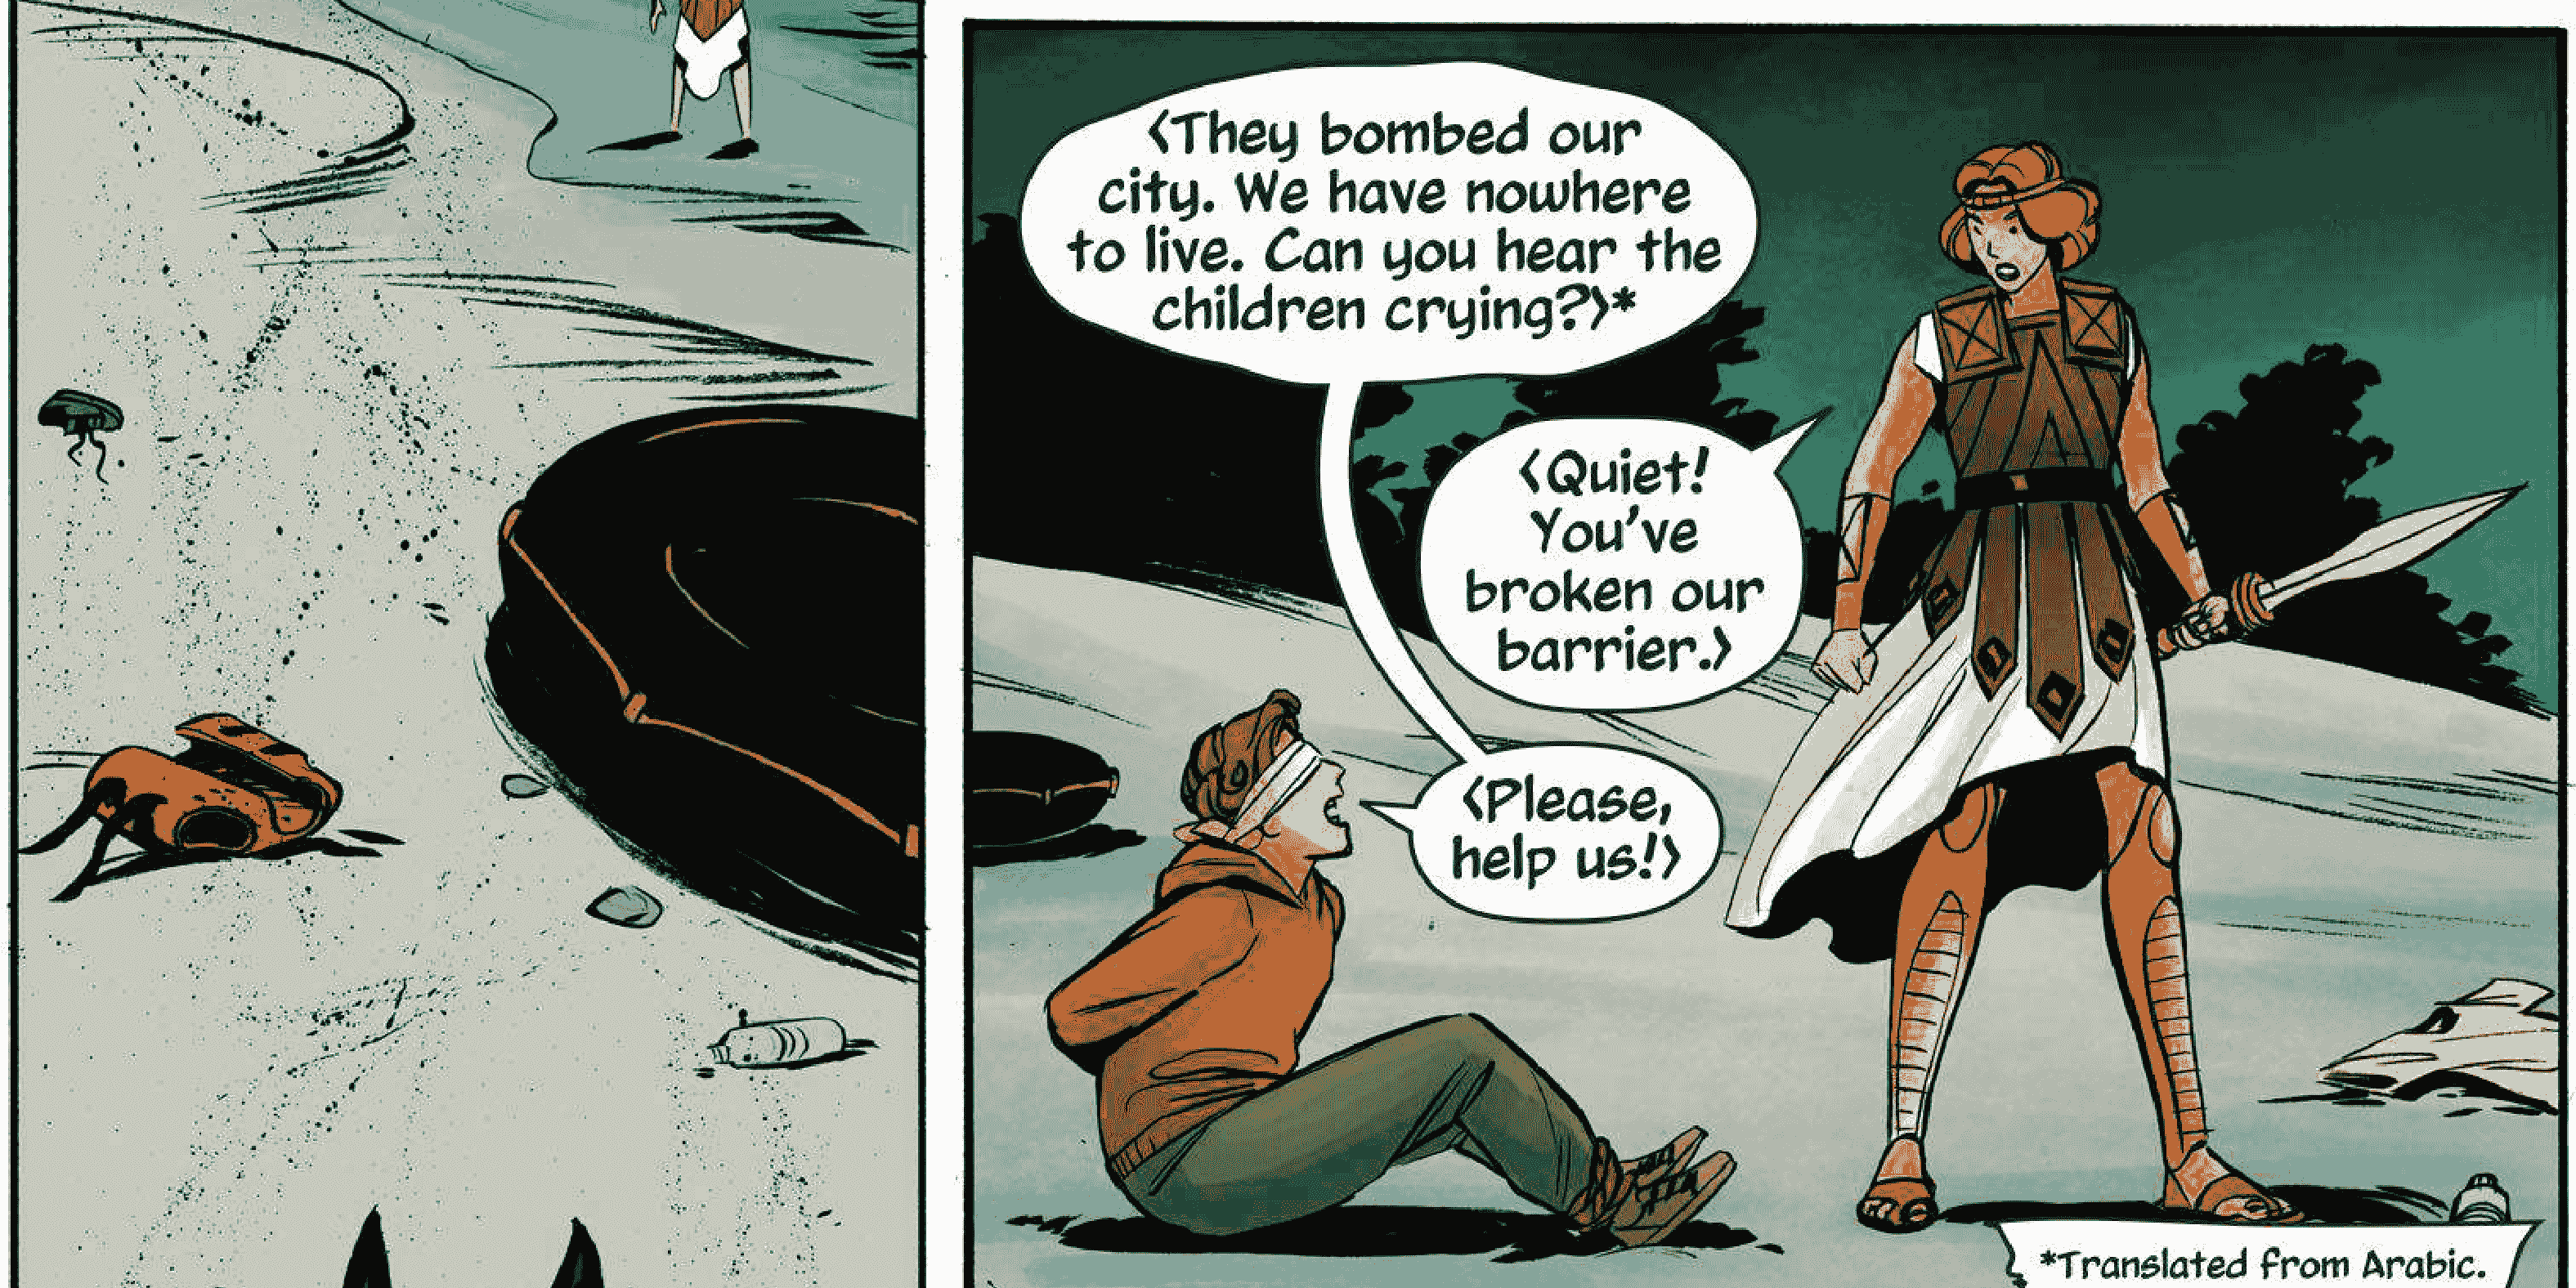 <They bombed our
city. We have nowhere
to live. Can you hear the
children crying?>*
<Quiet!
You've
broken our
barrier.>
<Please,
help us!>
*Translated from Arabic.